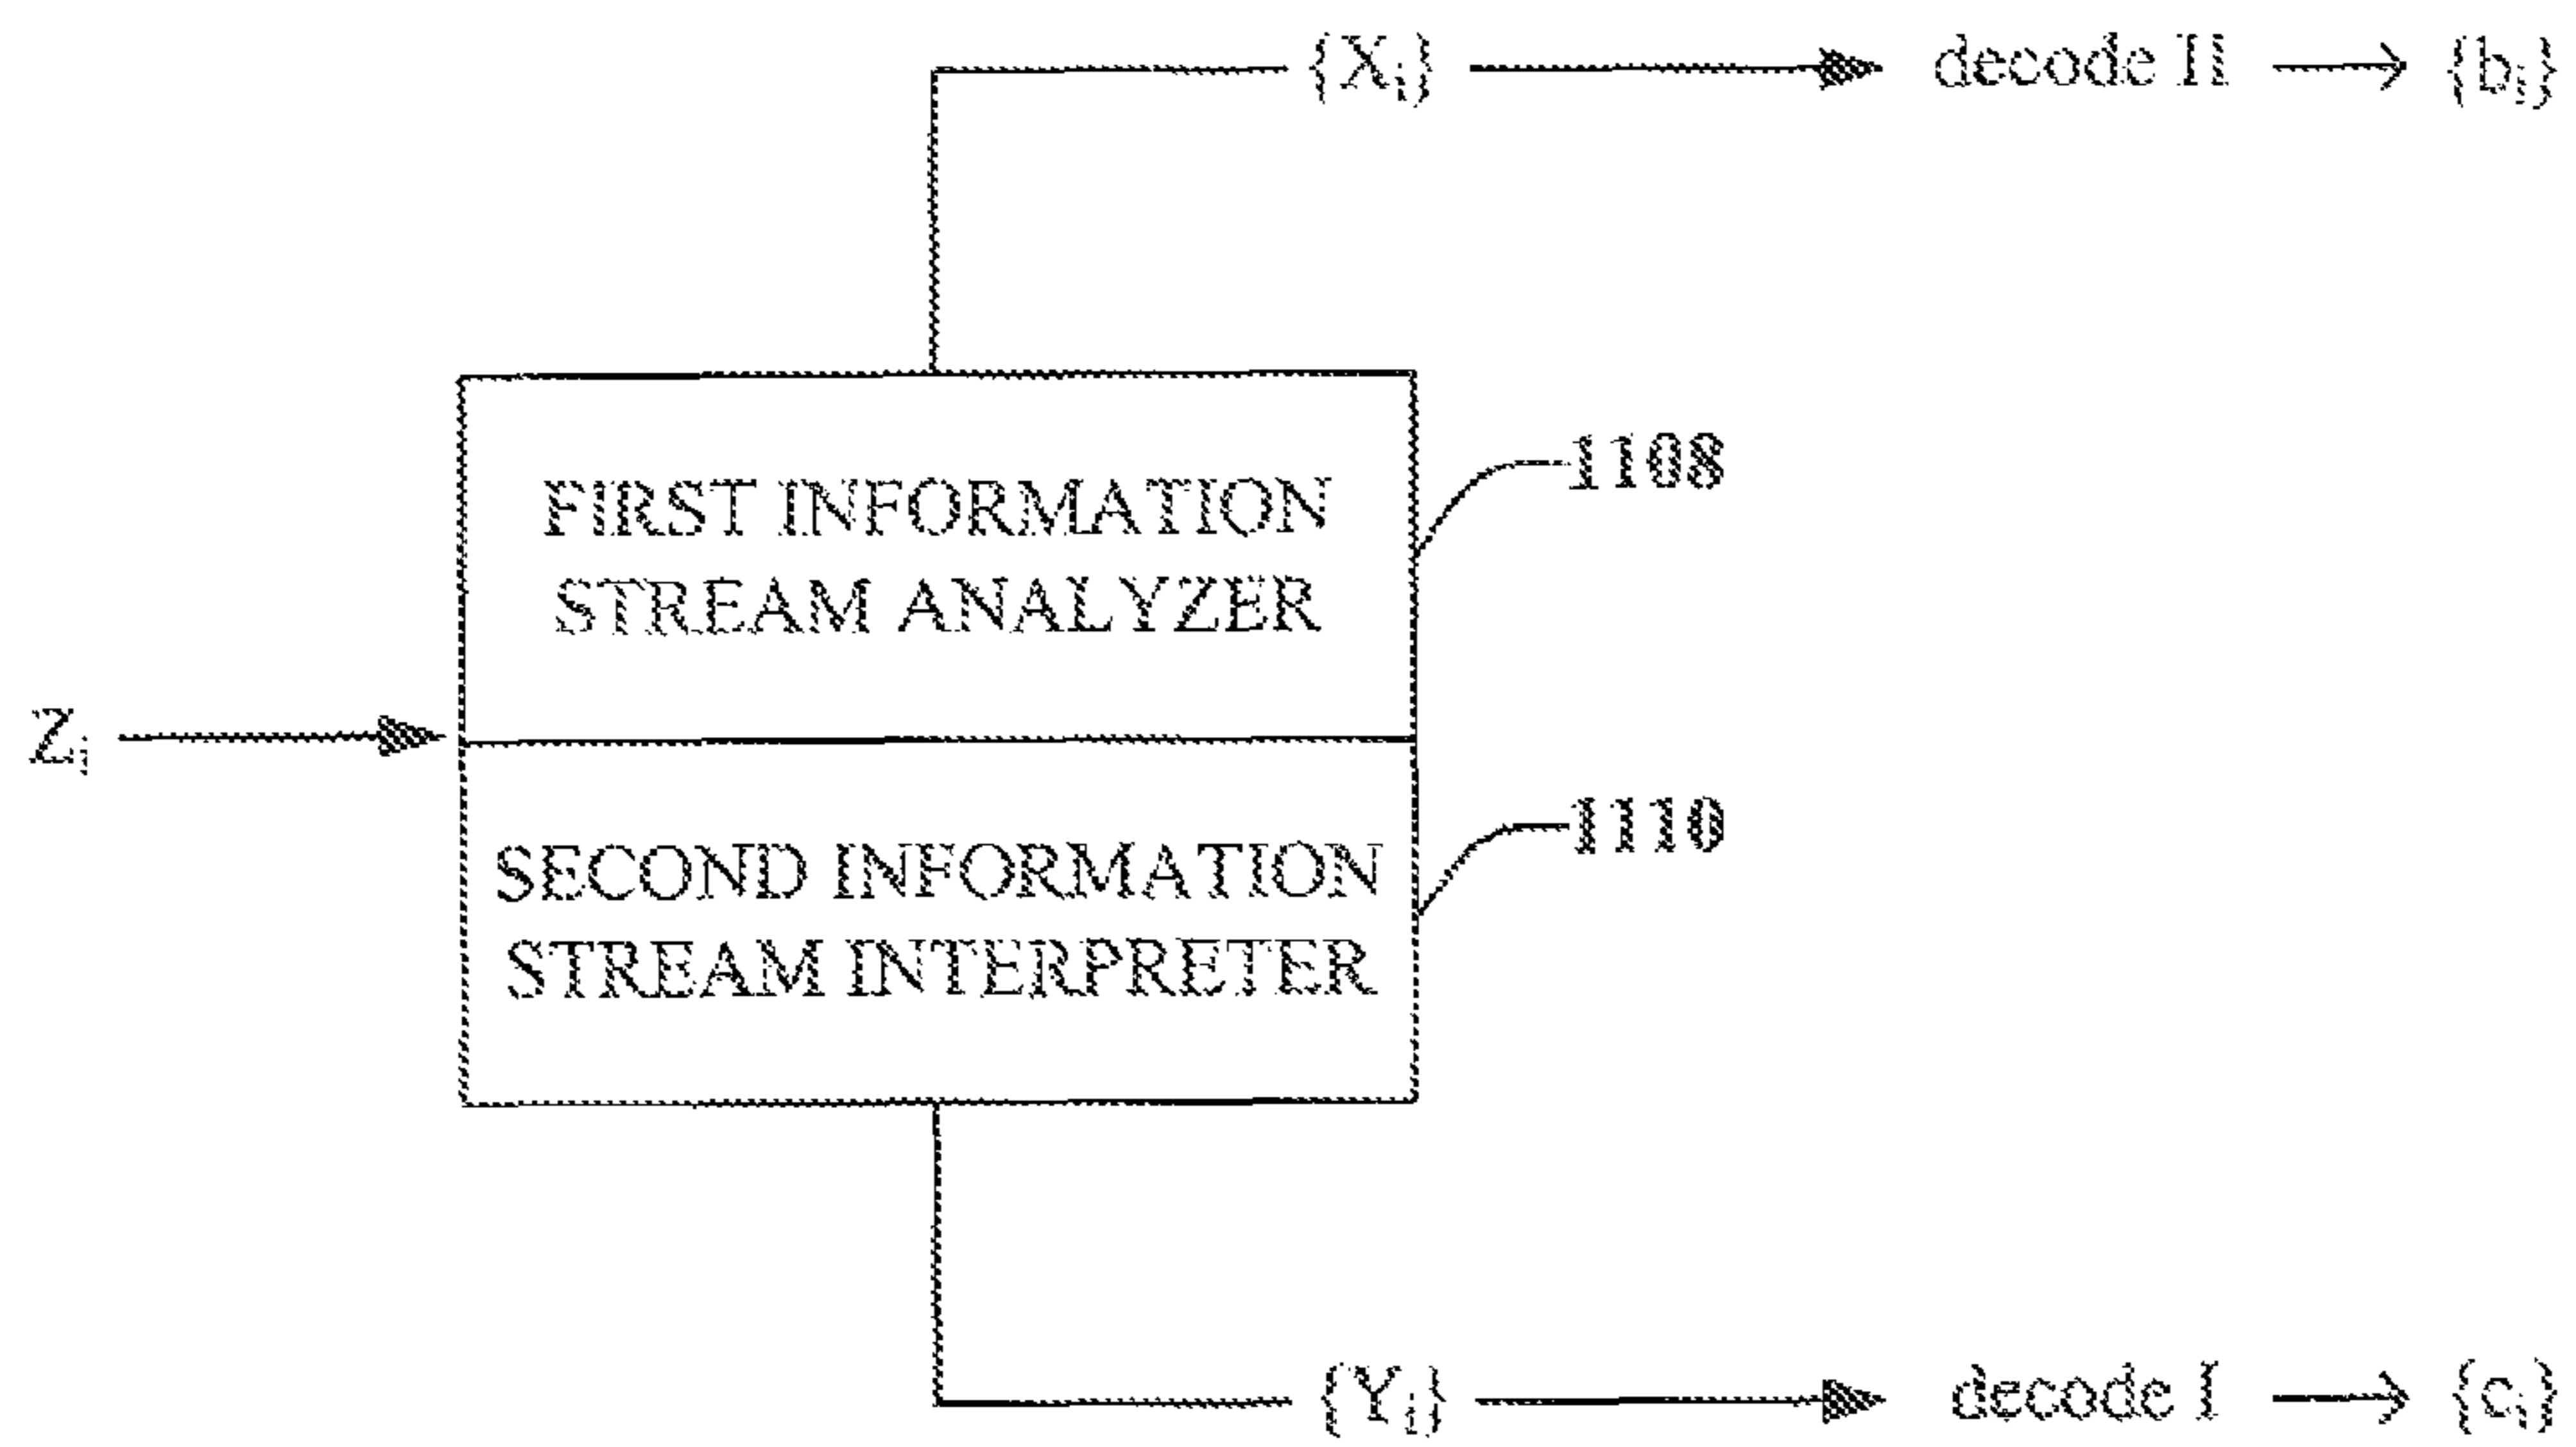 {Xᵢ} decode II {bᵢ}
FIRST INFORMATION
STREAM ANALYZER
1108
Zᵢ
SECOND INFORMATION
STREAM INTERPRETER
1110
{Yᵢ} decode I {cᵢ}